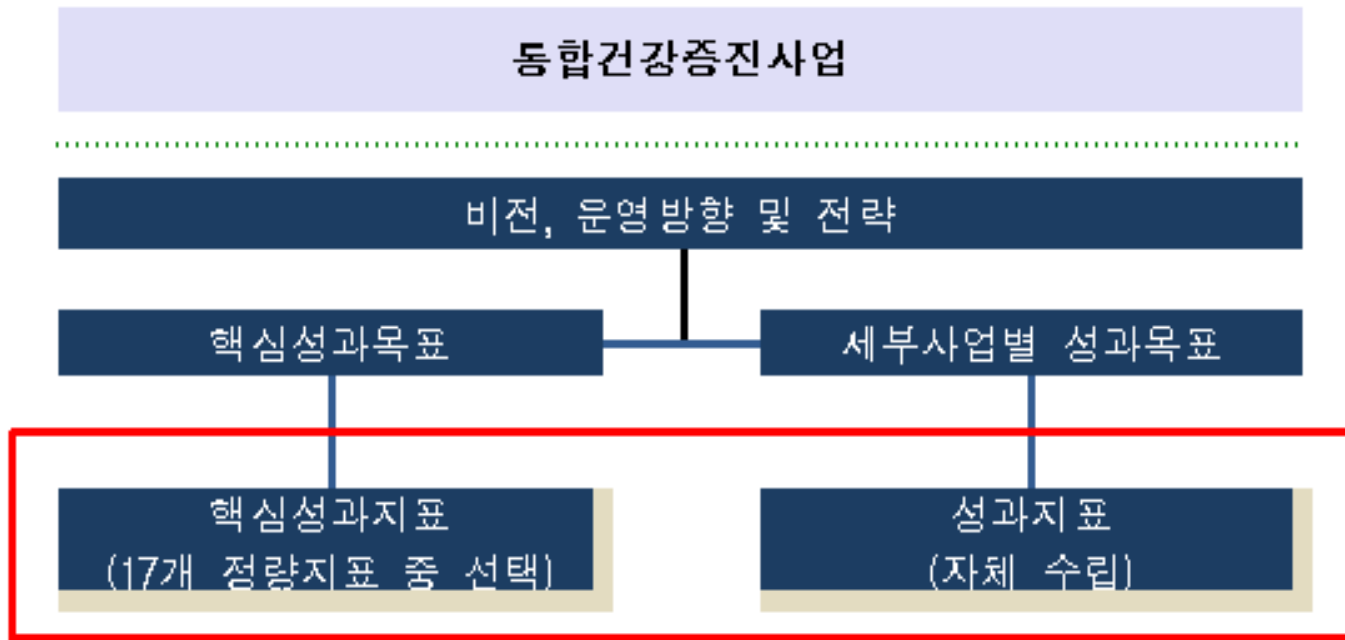 통합건강증진사업
비전, 운영방향 및 전략
핵심성과목표
세부사업별 성과목표
핵심성과지표
(17개 정량지표 중 선택)
성과지표
(자체 수립)